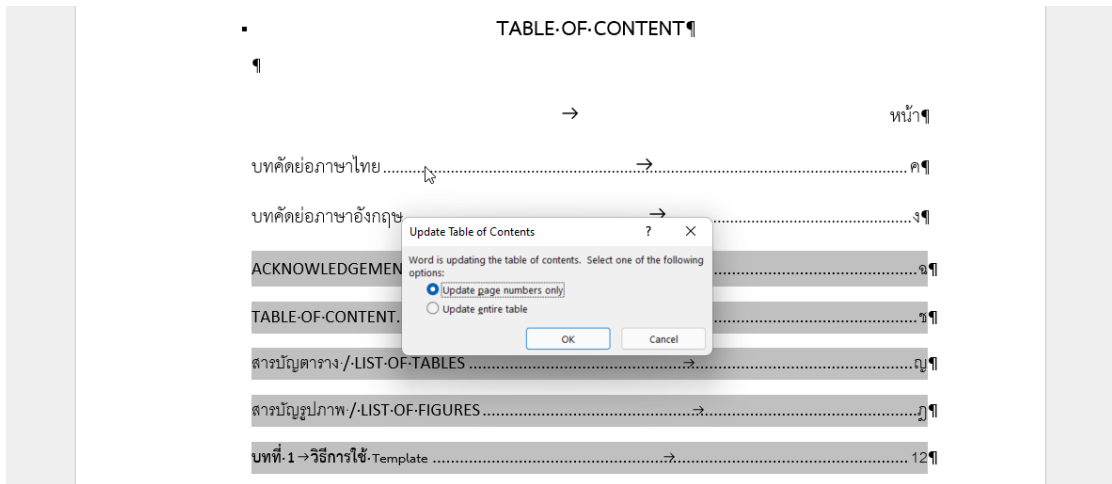 TABLE OF CONTENT¶
¶
→ หน้า¶
บทคัดย่อภาษาไทย ........................→........................ ค¶
บทคัดย่อภาษาอังกฤษ → ........................ง¶
Update Table of Contents ? ×
ACKNOWLEDGEMEN ........................ฉ¶
Word is updating the table of contents. Select one of the following options:
Update page numbers only
Update entire table
TABLE·OF·CONTENT. ........................ซ¶
OK Cancel
สารบัญตาราง·/·LIST·OF·TABLES ........................→........................ญ¶
สารบัญรูปภาพ·/·LIST·OF·FIGURES ........................→........................ฎ¶
บทที่·1→วิธีการใช้·Template ........................→........................ 12¶